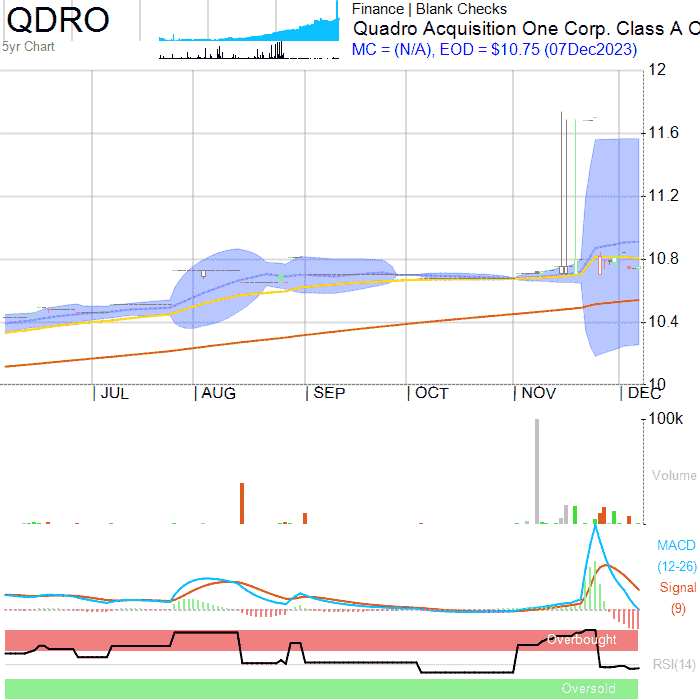 QDRO
5yr Chart
Finance | Blank Checks
Quadro Acquisition One Corp. Class A O
MC = (N/A), EOD = $10.75 (07Dec2023)
12
11.6
11.2
10.8
10.4
10
JUL AUG SEP OCT NOV DEC
100k
Volume
MACD
(12-26)
Signal
(9)
Overbought
RSI(14)
Oversold